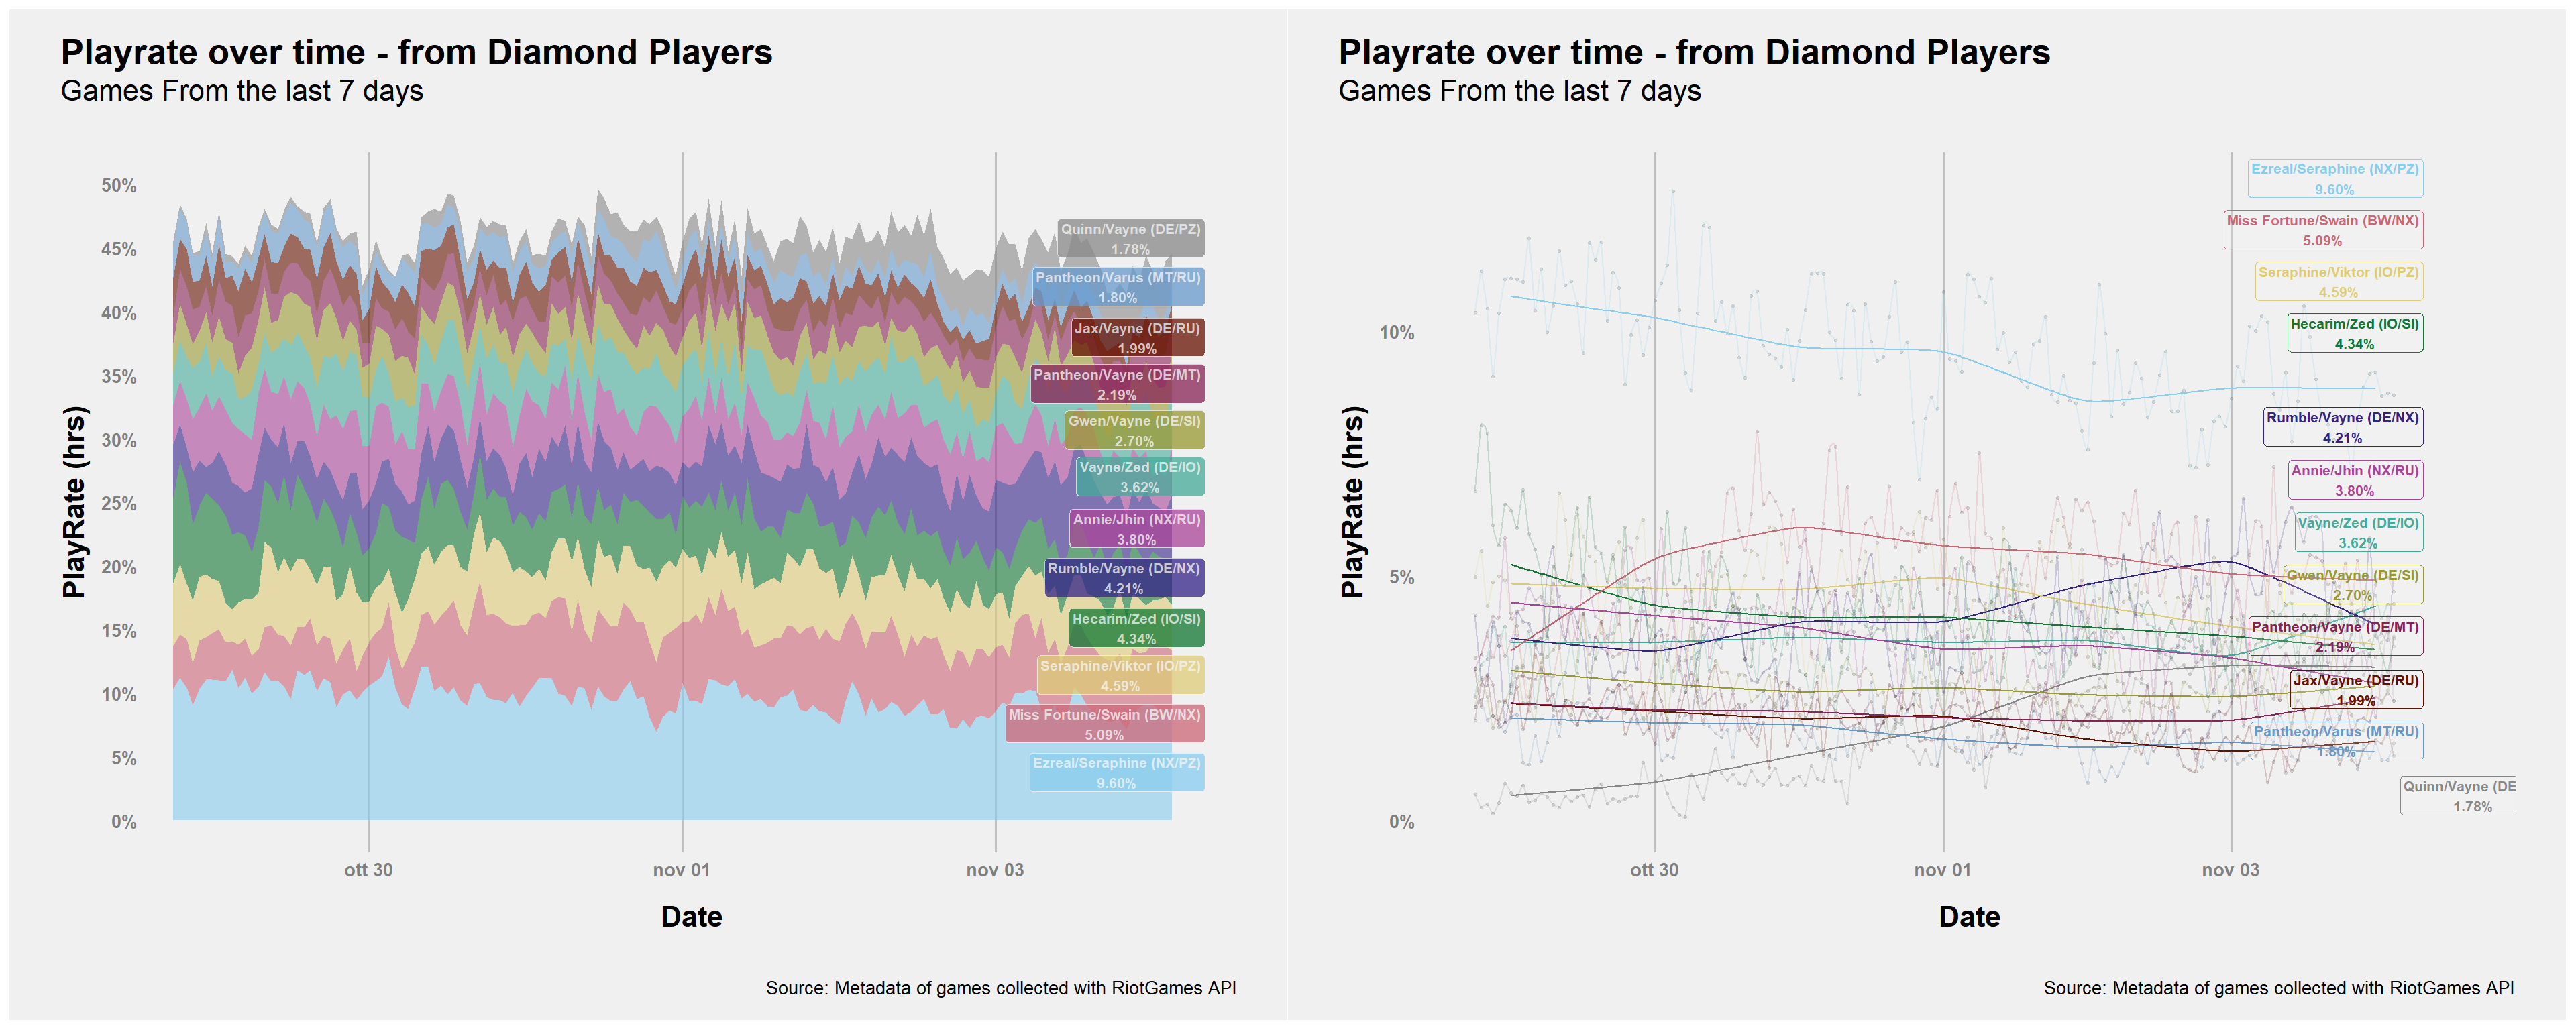 Playrate over time - from Diamond Players
Games From the last 7 days
PlayRate (hrs)
50%
45%
40%
35%
30%
25%
20%
15%
10%
5%
0%
Quinn/Vayne (DE/PZ)
1.78%
Pantheon/Varus (MT/RU)
1.80%
Jax/Vayne (DE/RU)
1.99%
Pantheon/Vayne (DE/MT)
2.19%
Gwen/Vayne (DE/SI)
2.70%
Vayne/Zed (DE/IO)
3.62%
Annie/Jhin (NX/RU)
3.80%
Rumble/Vayne (DE/NX)
4.21%
Hecarim/Zed (IO/SI)
4.34%
Seraphine/Viktor (IO/PZ)
4.59%
Miss Fortune/Swain (BW/NX)
5.09%
Ezreal/Seraphine (NX/PZ)
9.60%
ott 30
nov 01
nov 03
Date
Source: Metadata of games collected with RiotGames API
Playrate over time - from Diamond Players
Games From the last 7 days
PlayRate (hrs)
10%
5%
0%
Ezreal/Seraphine (NX/PZ)
9.60%
Miss Fortune/Swain (BW/NX)
5.09%
Seraphine/Viktor (IO/PZ)
4.59%
Hecarim/Zed (IO/SI)
4.34%
Rumble/Vayne (DE/NX)
4.21%
Annie/Jhin (NX/RU)
3.80%
Vayne/Zed (DE/IO)
3.62%
Gwen/Vayne (DE/SI)
2.70%
Pantheon/Vayne (DE/MT)
2.19%
Jax/Vayne (DE/RU)
1.99%
Pantheon/Varus (MT/RU)
1.80%
Quinn/Vayne (DE
1.78%
ott 30
nov 01
nov 03
Date
Source: Metadata of games collected with RiotGames API